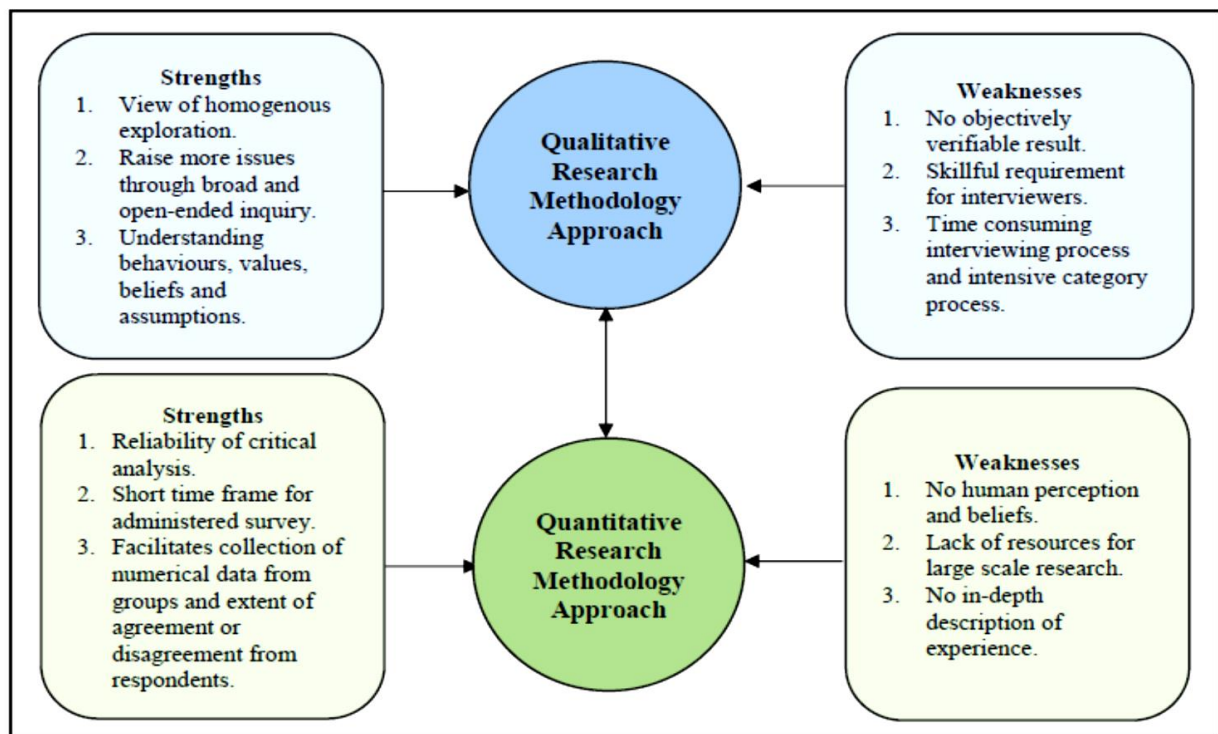 Strengths
1. View of homogenous
exploration.
2. Raise more issues
through broad and
open-ended inquiry.
3. Understanding
behaviours, values,
beliefs and
assumptions.
Qualitative
Research
Methodology
Approach
Weaknesses
1. No objectively
verifiable result.
2. Skillful requirement
for interviewers.
3. Time consuming
interviewing process
and intensive category
process.
Strengths
1. Reliability of critical
analysis.
2. Short time frame for
administered survey.
3. Facilitates collection of
numerical data from
groups and extent of
agreement or
disagreement from
respondents.
Quantitative
Research
Methodology
Approach
Weaknesses
1. No human perception
and beliefs.
2. Lack of resources for
large scale research.
3. No in-depth
description of
experience.